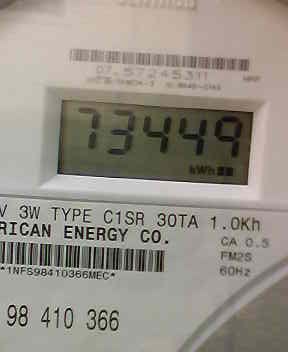 07.57245311
73449
kWh
V 3W TYPE C1SR 30TA 1.0Kh
RICAN ENERGY CO.
CA 0.5
FM2S
60Hz
*1NFS98410366MEC*
98 410 366